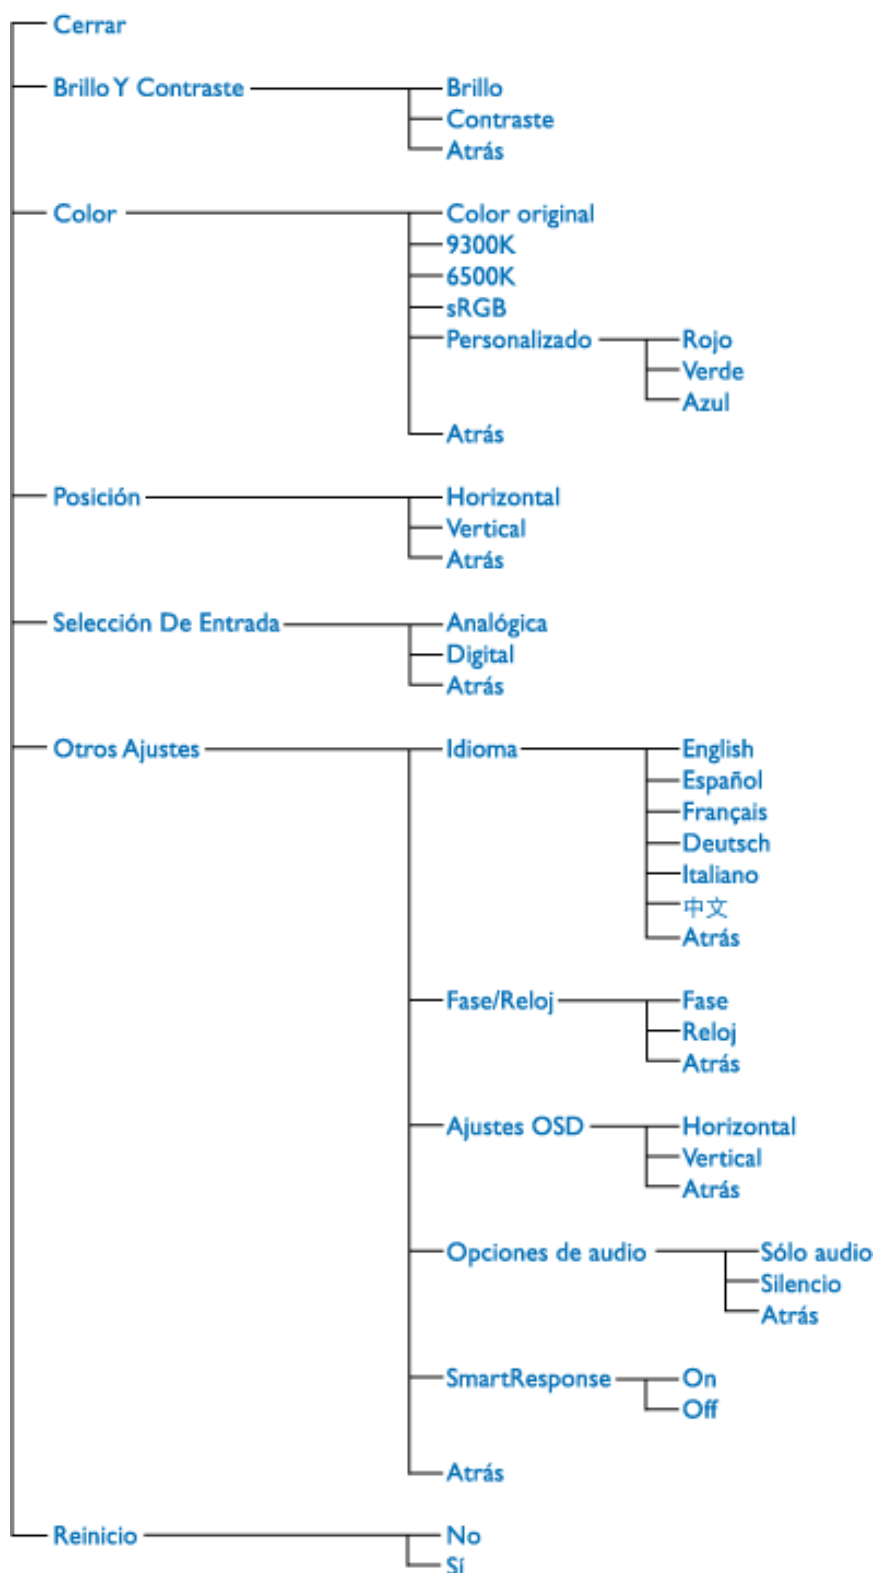 Cerrar
Brillo Y Contraste Brillo
Contraste
Atrás
Color Color original
9300K
6500K
sRGB
Personalizado Rojo
Verde
Azul
Atrás
Posición Horizontal
Vertical
Atrás
Selección De Entrada Analógica
Digital
Atrás
Otros Ajustes Idioma English
Español
Français
Deutsch
Italiano
中文
Atrás
Fase/Reloj Fase
Reloj
Atrás
Ajustes OSD Horizontal
Vertical
Atrás
Opciones de audio Sólo audio
Silencio
Atrás
SmartResponse On
Off
Atrás
Reinicio No
Sí